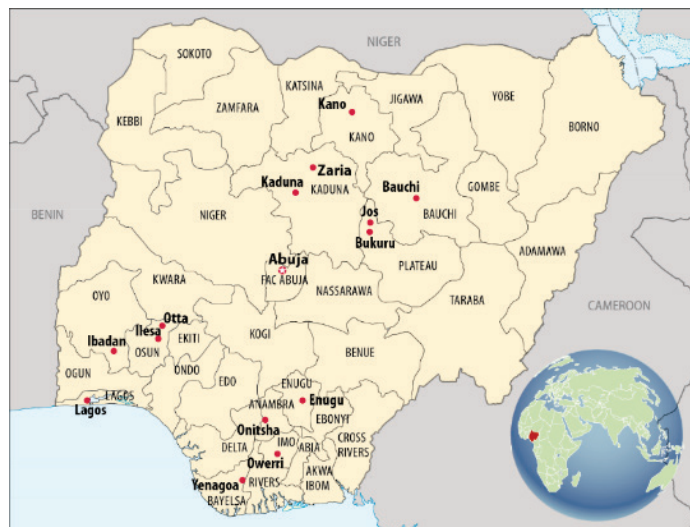 NIGER
SOKOTO
KATSINA
JIGAWA
YOBE
ZAMFARA
Kano
KEBBI
BORNO
KANO
Zaria
Kaduna
KADUNA
Bauchi
GOMBE
BENIN
NIGER
Jos
BAUCHI
Bukuru
ADAMAWA
Abuja
PLATEAU
FAC ABUJA
KWARA
NASSARAWA
OYO
TARABA
CAMEROON
Otta
Ilesa
KOGI
Ibadan
OSUN
EKITI
BENUE
OGUN
ONDO
EDO
ENUGU
LAGOS
ANAMBRA
Enugu
Lagos
EBONYI
Onitsha
CROSS
RIVERS
DELTA
IMO
ABIA
Owerri
AKWA
IBOM
Yenagoa
RIVERS
BAYELSA